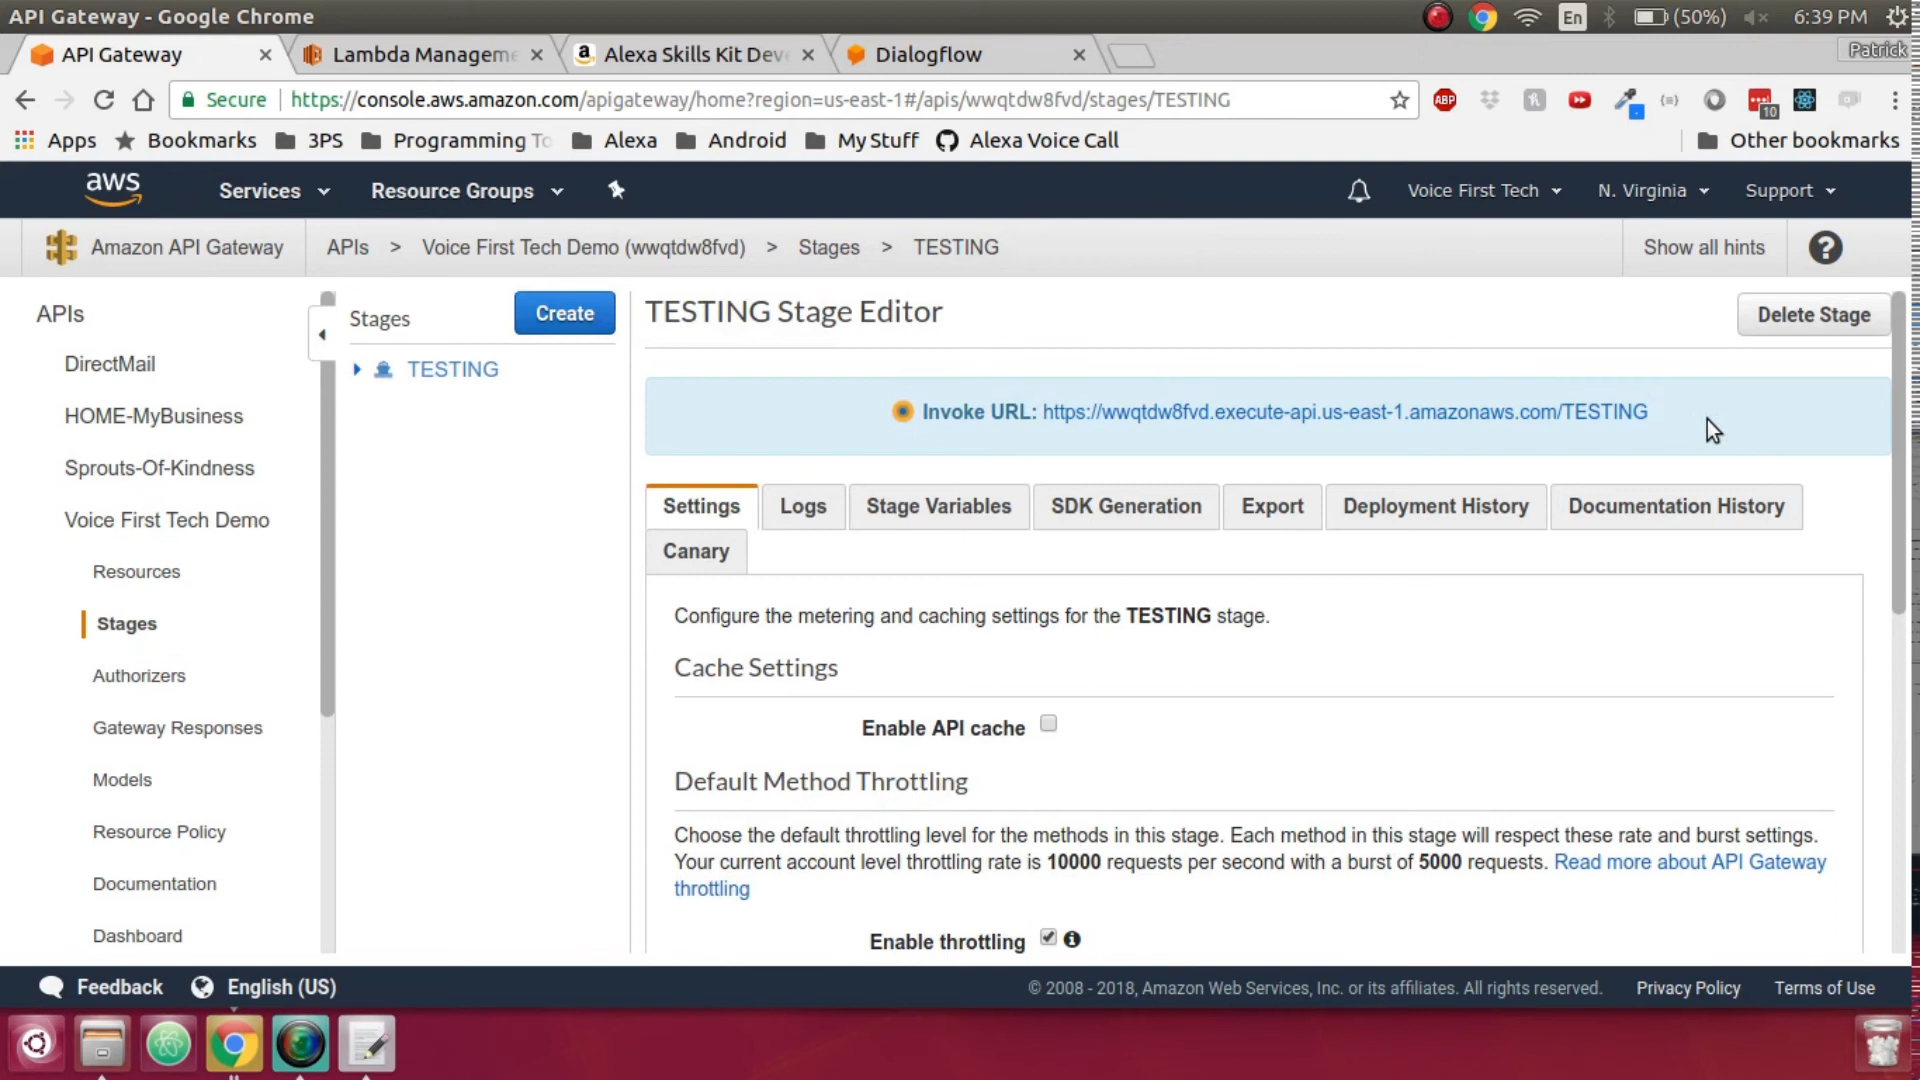 API Gateway - Google Chrome
En
(50%)
6:39 PM
API Gateway
Lambda Manageme
Alexa Skills Kit Deve
Dialogflow
Patrick
Secure
https://console.aws.amazon.com/apigateway/home?region=us-east-1#/apis/wwqtdw8fvd/stages/TESTING
ABP
10
Apps
Bookmarks
3PS
Programming To
Alexa
Android
My Stuff
Alexa Voice Call
Other bookmarks
aws
Services
Resource Groups
Voice First Tech
N. Virginia
Support
Amazon API Gateway
APIs > Voice First Tech Demo (wwqtdw8fvd) > Stages > TESTING
Show all hints
?
APIs
DirectMail
HOME-MyBusiness
Sprouts-Of-Kindness
Voice First Tech Demo
Resources
Stages
Authorizers
Gateway Responses
Models
Resource Policy
Documentation
Dashboard
Stages
Create
TESTING
TESTING Stage Editor
Delete Stage
Invoke URL: https://wwqtdw8fvd.execute-api.us-east-1.amazonaws.com/TESTING
Settings
Logs
Stage Variables
SDK Generation
Export
Deployment History
Documentation History
Canary
Configure the metering and caching settings for the TESTING stage.
Cache Settings
Enable API cache
Default Method Throttling
Choose the default throttling level for the methods in this stage. Each method in this stage will respect these rate and burst settings.
Your current account level throttling rate is 10000 requests per second with a burst of 5000 requests. Read more about API Gateway
throttling
Enable throttling
Feedback
English (US)
© 2008 - 2018, Amazon Web Services, Inc. or its affiliates. All rights reserved.
Privacy Policy
Terms of Use